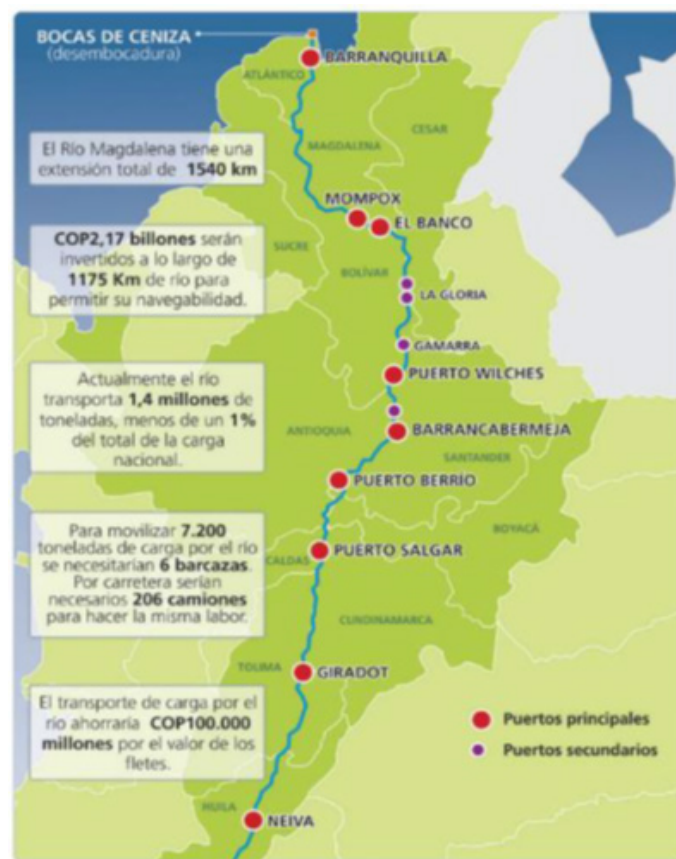 BOCAS DE CENIZA
(desembocadura)
BARRANQUILLA
ATLÁNTICO
MAGDALENA
CESAR
El Río Magdalena tiene una
extensión total de 1540 km
MOMPOX
EL BANCO
SUCRE
BOLÍVAR
COP2,17 billones serán
invertidos a lo largo de
1175 Km de río para
permitir su navegabilidad.
LA GLORIA
GAMARRA
PUERTO WILCHES
Actualmente el río
transporta 1,4 millones de
toneladas, menos de un 1%
del total de la carga
nacional.
ANTIOQUIA
BARRANCABERMEJA
SANTANDER
PUERTO BERRÍO
BOYACÁ
Para movilizar 7.200
toneladas de carga por el río
se necesitarían 6 barcazas.
Por carretera serían
necesarios 206 camiones
para hacer la misma labor.
PUERTO SALGAR
CALDAS
CUNDINAMARCA
TOLIMA
GIRADOT
El transporte de carga por el
río ahorraría COP100.000
millones por el valor de los
fletes.
Puertos principales
Puertos secundarios
HUILA
NEIVA